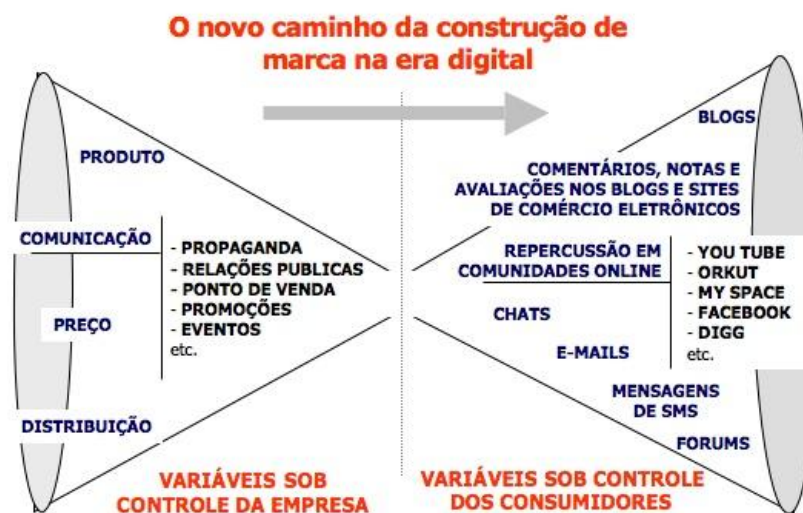 O novo caminho da construção de
marca na era digital
PRODUTO
COMUNICAÇÃO
- PROPAGANDA
- RELAÇÕES PUBLICAS
- PONTO DE VENDA
- PROMOÇÕES
- EVENTOS
etc.
PREÇO
DISTRIBUIÇÃO
VARIÁVEIS SOB
CONTROLE DA EMPRESA
BLOGS
COMENTÁRIOS, NOTAS E
AVALIAÇÕES NOS BLOGS E SITES
DE COMÉRCIO ELETRÔNICOS
REPERCUSSÃO EM
COMUNIDADES ONLINE
- YOU TUBE
- ORKUT
- MY SPACE
- FACEBOOK
- DIGG
etc.
CHATS
E-MAILS
MENSAGENS
DE SMS
FORUMS
VARIÁVEIS SOB CONTROLE
DOS CONSUMIDORES